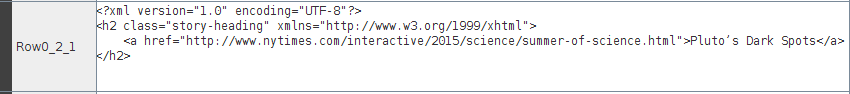 <?xml version="1.0" encoding="UTF-8"?>
<h2 class="story-heading" xmlns="http://www.w3.org/1999/xhtml">
Row0_2_1
<a href="http://www.nytimes.com/interactive/2015/science/summer-of-science.html">Pluto’s Dark Spots</a>
</h2>